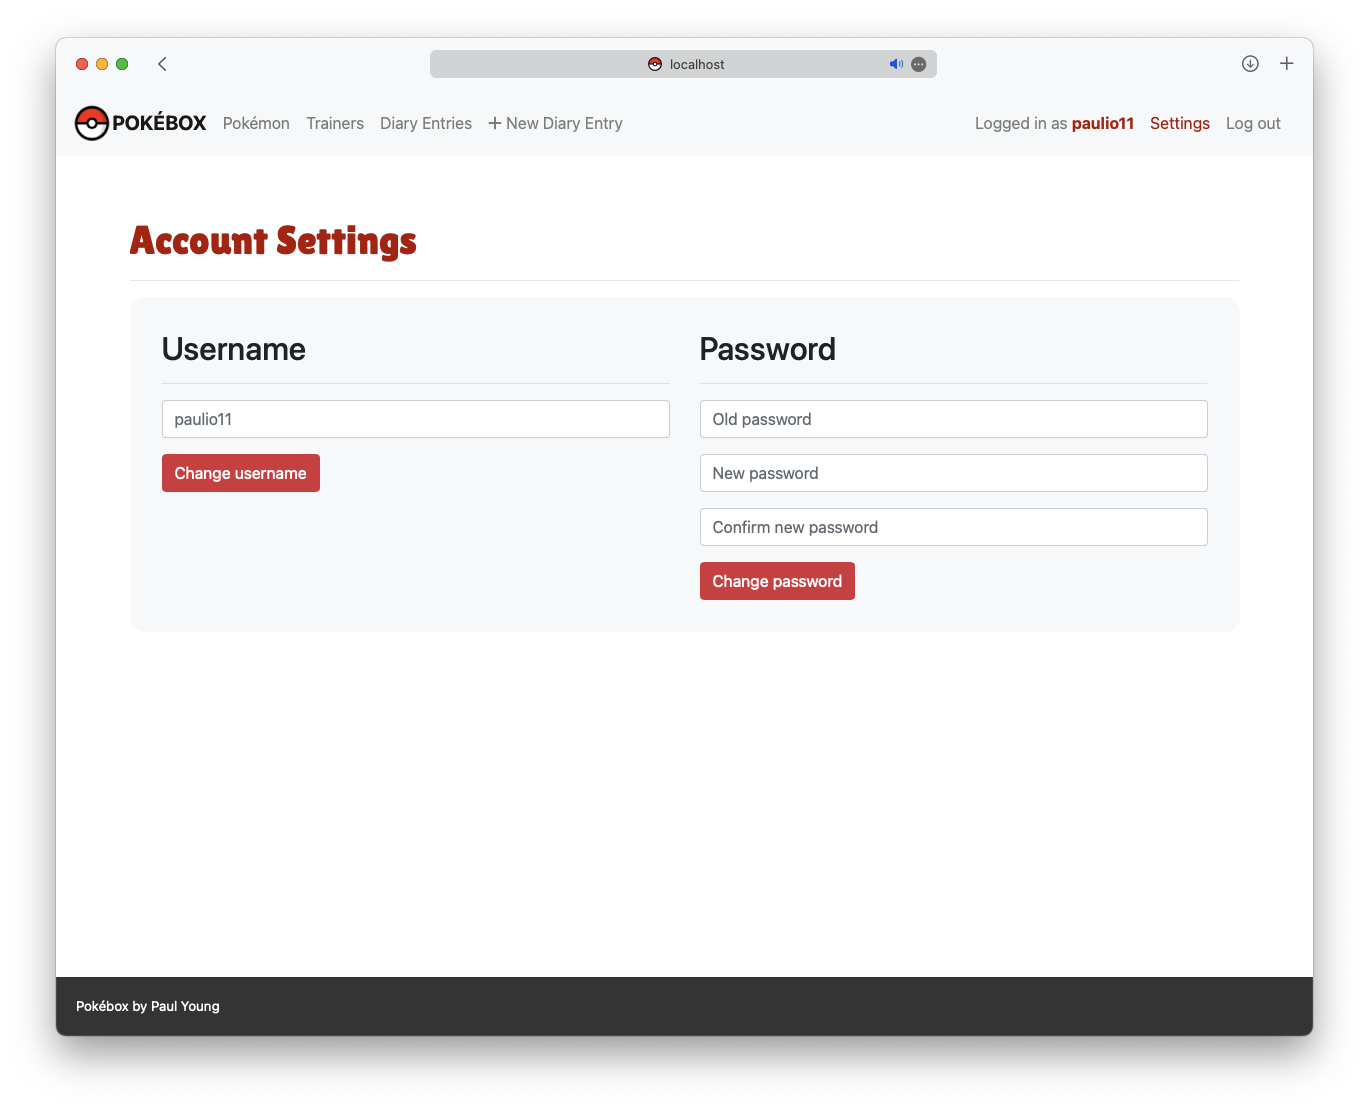 localhost
POKÉBOX Pokémon Trainers Diary Entries + New Diary Entry Logged in as paulio11 Settings Log out
Account Settings
Username
paulio11
Change username
Password
Old password
New password
Confirm new password
Change password
Pokébox by Paul Young